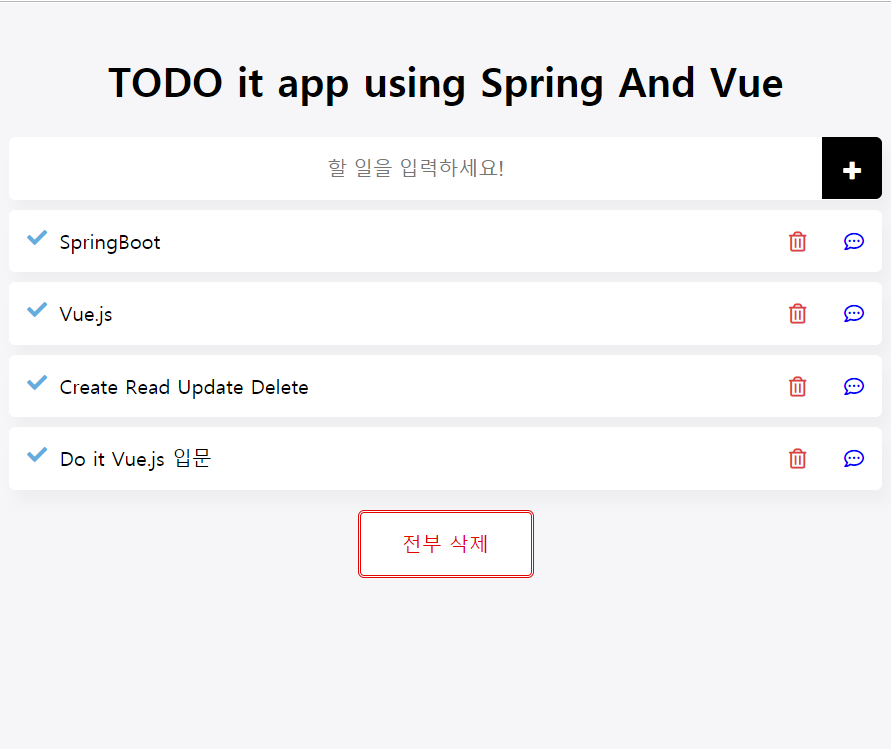 TODO it app using Spring And Vue
할 일을 입력하세요!
SpringBoot
Vue.js
Create Read Update Delete
Do it Vue.js 입문
전부 삭제